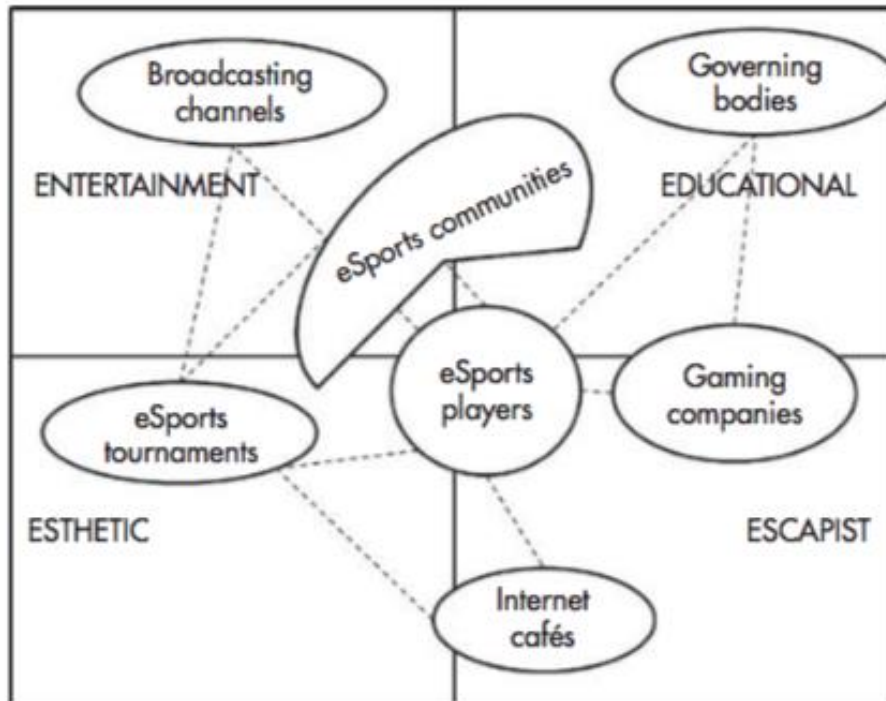 Broadcasting
channels
Governing
bodies
ENTERTAINMENT
EDUCATIONAL
eSports communities
eSports
players
Gaming
companies
eSports
tournaments
ESTHETIC
ESCAPIST
Internet
cafés